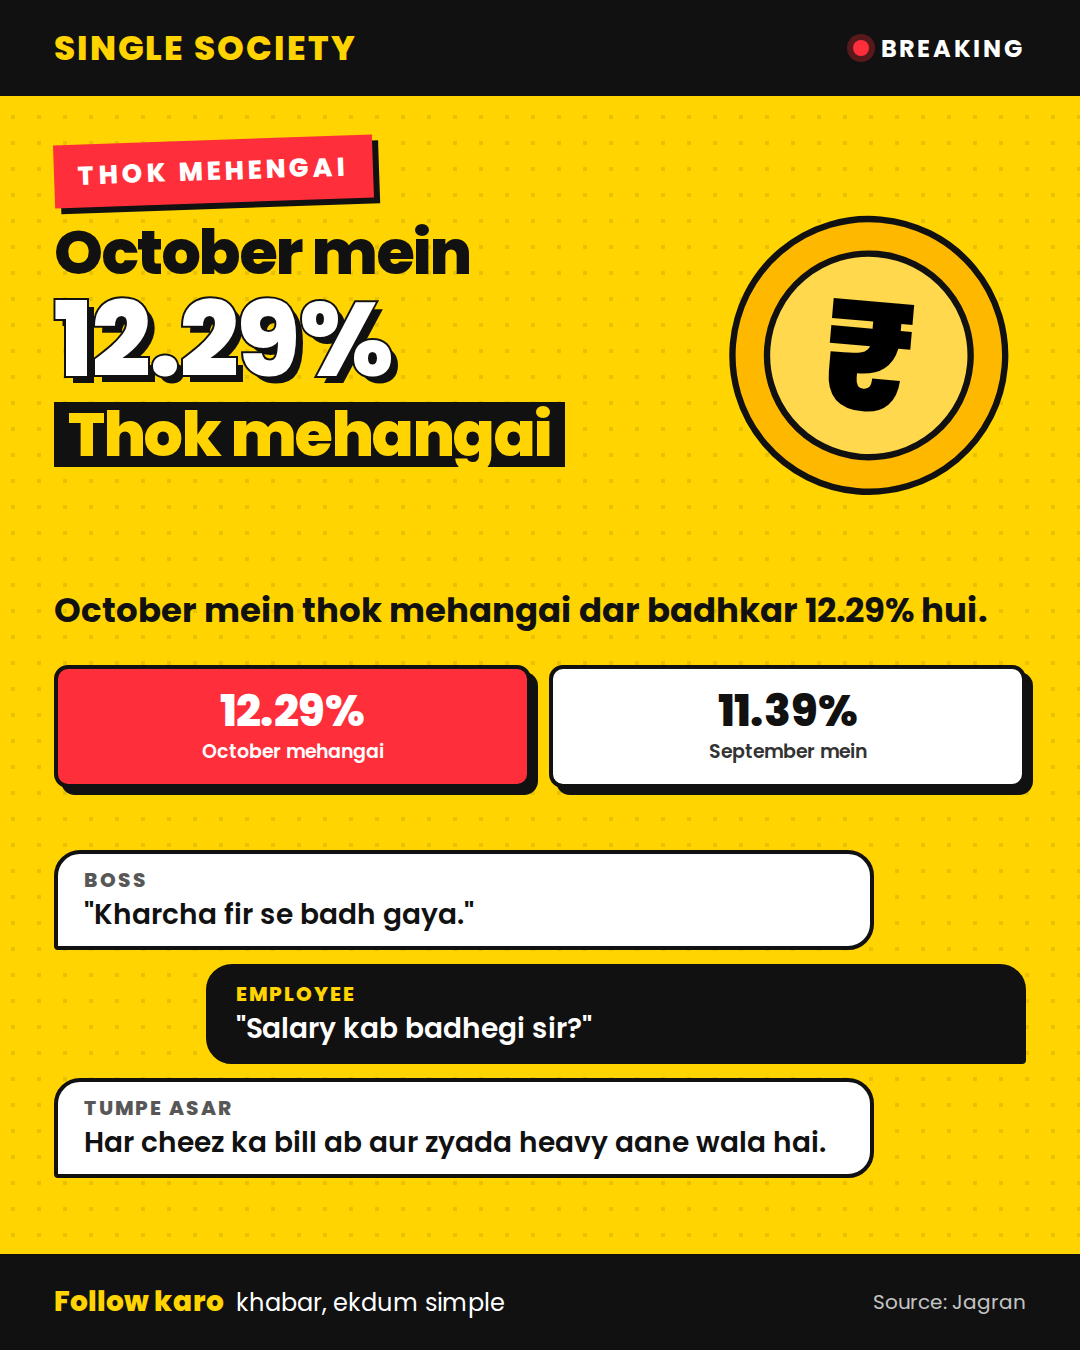 SINGLE SOCIETY
BREAKING
THOK MEHENGAI
October mein
12.29%
Thok mehangai
₹
October mein thok mehangai dar badhkar 12.29% hui.
12.29%
October mehangai
11.39%
September mein
BOSS
"Kharcha fir se badh gaya."
EMPLOYEE
"Salary kab badhegi sir?"
TUMPE ASAR
Har cheez ka bill ab aur zyada heavy aane wala hai.
Follow karo khabar, ekdum simple
Source: Jagran